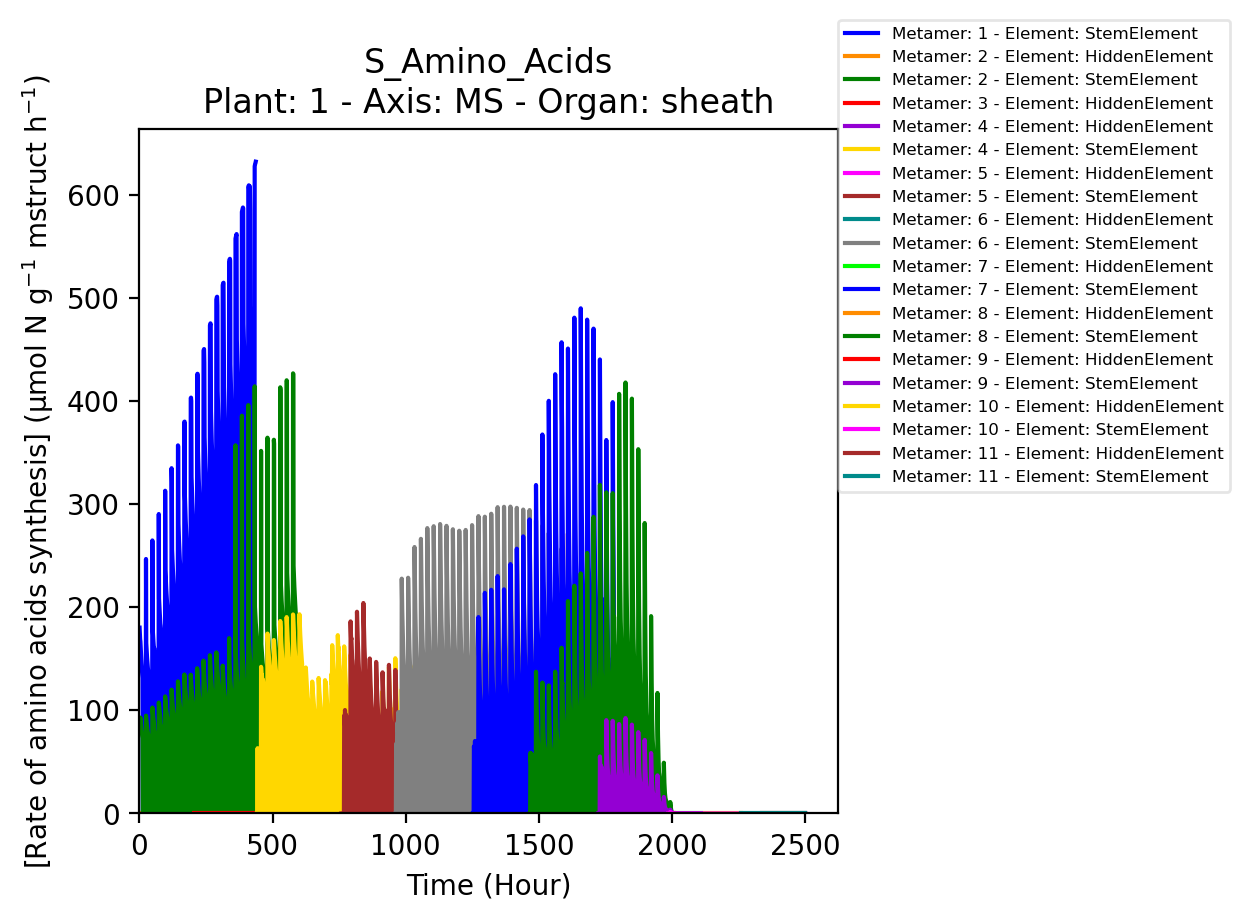 S_Amino_Acids
Plant: 1 - Axis: MS - Organ: sheath
[Rate of amino acids synthesis] (µmol N g⁻¹ mstruct h⁻¹)
600
500
400
300
200
100
0
0 500 1000 1500 2000 2500
Time (Hour)
Metamer: 1 - Element: StemElement
Metamer: 2 - Element: HiddenElement
Metamer: 2 - Element: StemElement
Metamer: 3 - Element: HiddenElement
Metamer: 4 - Element: HiddenElement
Metamer: 4 - Element: StemElement
Metamer: 5 - Element: HiddenElement
Metamer: 5 - Element: StemElement
Metamer: 6 - Element: HiddenElement
Metamer: 6 - Element: StemElement
Metamer: 7 - Element: HiddenElement
Metamer: 7 - Element: StemElement
Metamer: 8 - Element: HiddenElement
Metamer: 8 - Element: StemElement
Metamer: 9 - Element: HiddenElement
Metamer: 9 - Element: StemElement
Metamer: 10 - Element: HiddenElement
Metamer: 10 - Element: StemElement
Metamer: 11 - Element: HiddenElement
Metamer: 11 - Element: StemElement